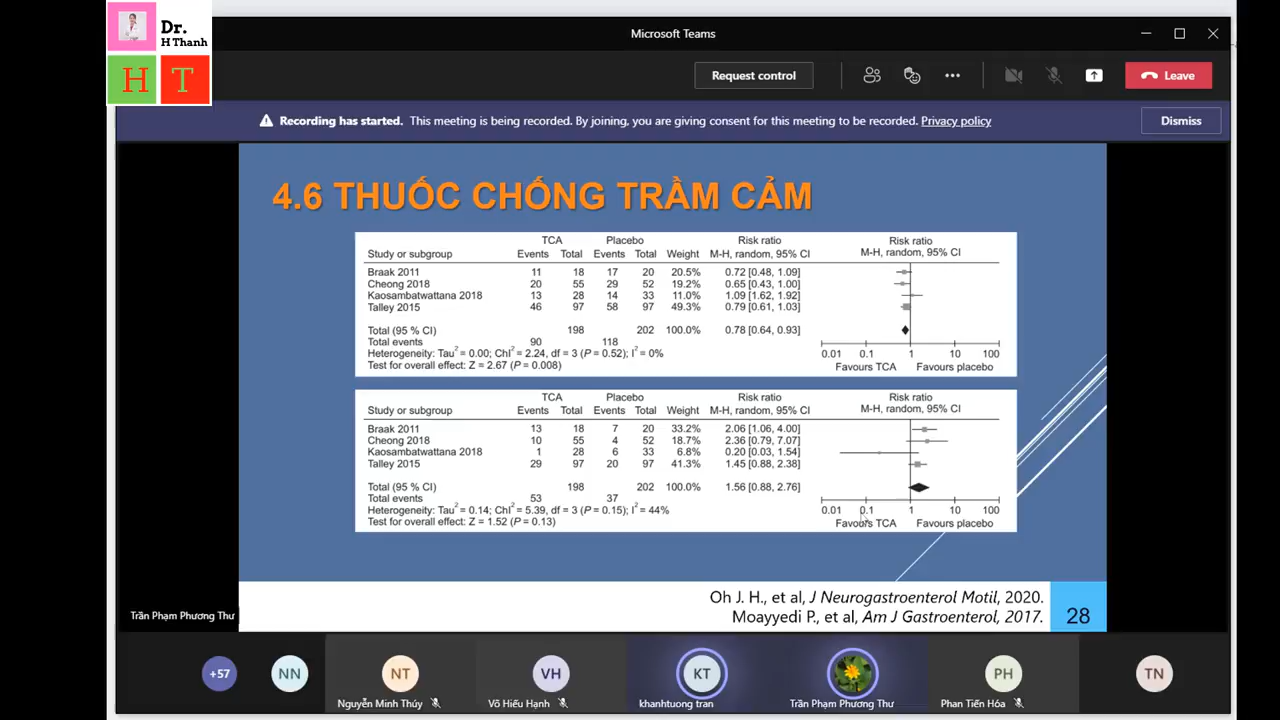 Dr.
H Thanh
H T
Microsoft Teams
Request control
Leave
Recording has started. This meeting is being recorded. By joining, you are giving consent for this meeting to be recorded. Privacy policy
Dismiss
4.6 THUỐC CHỐNG TRẦM CẢM
TCA Placebo Risk ratio Risk ratio
Study or subgroup Events Total Events Total Weight M-H, random, 95% CI M-H, random, 95% CI
Braak 2011 11 18 17 20 20.5% 0.72 [0.48, 1.09]
Cheong 2018 20 55 29 52 19.2% 0.65 [0.43, 1.00]
Kaosambatwattana 2018 13 28 14 33 11.0% 1.09 [1.62, 1.92]
Talley 2015 46 97 58 97 49.3% 0.79 [0.61, 1.03]
Total (95 % CI) 198 202 100.0% 0.78 [0.64, 0.93]
Total events 90 118
Heterogeneity: Tau² = 0.00; ChI² = 2.24, df = 3 (P = 0.52); I² = 0%
Test for overall effect: Z = 2.67 (P = 0.008)
0.01 0.1 1 10 100
Favours TCA Favours placebo
TCA Placebo Risk ratio Risk ratio
Study or subgroup Events Total Events Total Weight M-H, random, 95% CI M-H, random, 95% CI
Braak 2011 13 18 7 20 33.2% 2.06 [1.06, 4.00]
Cheong 2018 10 55 4 52 18.7% 2.36 [0.79, 7.07]
Kaosambatwattana 2018 1 28 6 33 6.8% 0.20 [0.03, 1.54]
Talley 2015 29 97 20 97 41.3% 1.45 [0.88, 2.38]
Total (95 % CI) 198 202 100.0% 1.56 [0.88, 2.76]
Total events 53 37
Heterogeneity: Tau² = 0.14; ChI² = 5.39, df = 3 (P = 0.15); I² = 44%
Test for overall effect: Z = 1.52 (P = 0.13)
0.01 0.1 1 10 100
Favours TCA Favours placebo
Oh J. H., et al, J Neurogastroenterol Motil, 2020.
Moayyedi P., et al, Am J Gastroenterol, 2017.
28
Trần Phạm Phương Thư
+57 NN NT VH KT PH TN
Nguyễn Minh Thúy Võ Hiếu Hạnh khanhtuong tran Trần Phạm Phương Thư Phan Tiến Hóa